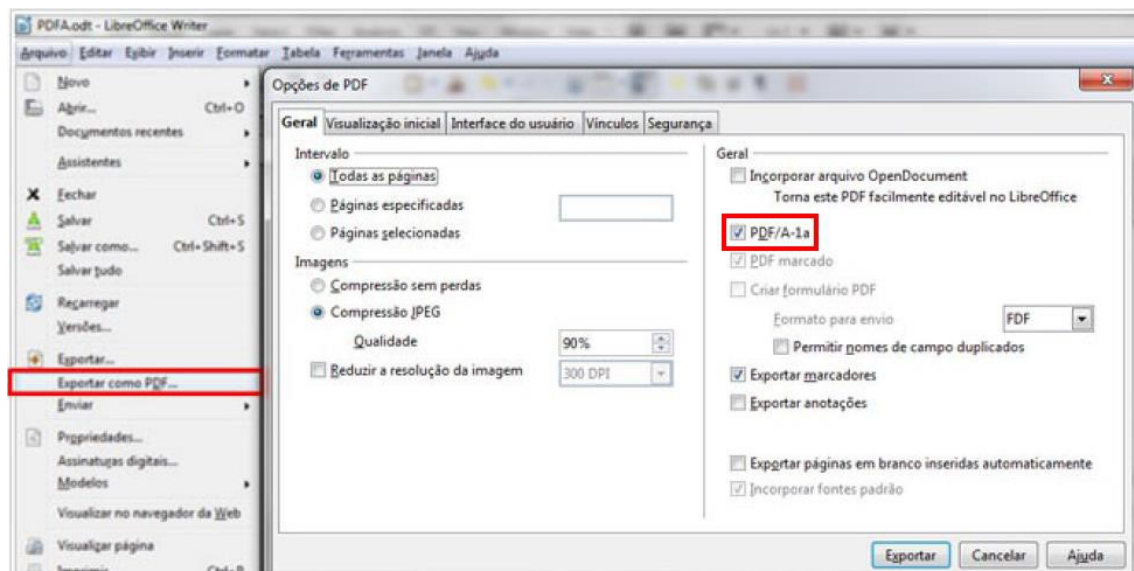 PDFA.odt - LibreOffice Writer
Arquivo Editar Exibir Inserir Formatar Tabela Ferramentas Janela Ajuda
Novo
Abrir... Ctrl+O
Documentos recentes
Assistentes
Fechar
Salvar Ctrl+S
Salvar como... Ctrl+Shift+S
Salvar tudo
Recarregar
Versões...
Exportar...
Exportar como PDF...
Enviar
Propriedades...
Assinaturas digitais...
Modelos
Visualizar no navegador da Web
Visualizar página
Imprimir Ctrl+P
Opções de PDF
Geral Visualização inicial Interface do usuário Vínculos Segurança
Intervalo
Todas as páginas
Páginas especificadas
Páginas selecionadas
Imagens
Compressão sem perdas
Compressão JPEG
Qualidade 90%
Reduzir a resolução da imagem 300 DPI
Geral
Incorporar arquivo OpenDocument
Torna este PDF facilmente editável no LibreOffice
PDF/A-1a
PDF marcado
Criar formulário PDF
Formato para envio FDF
Permitir nomes de campo duplicados
Exportar marcadores
Exportar anotações
Exportar páginas em branco inseridas automaticamente
Incorporar fontes padrão
Exportar Cancelar Ajuda